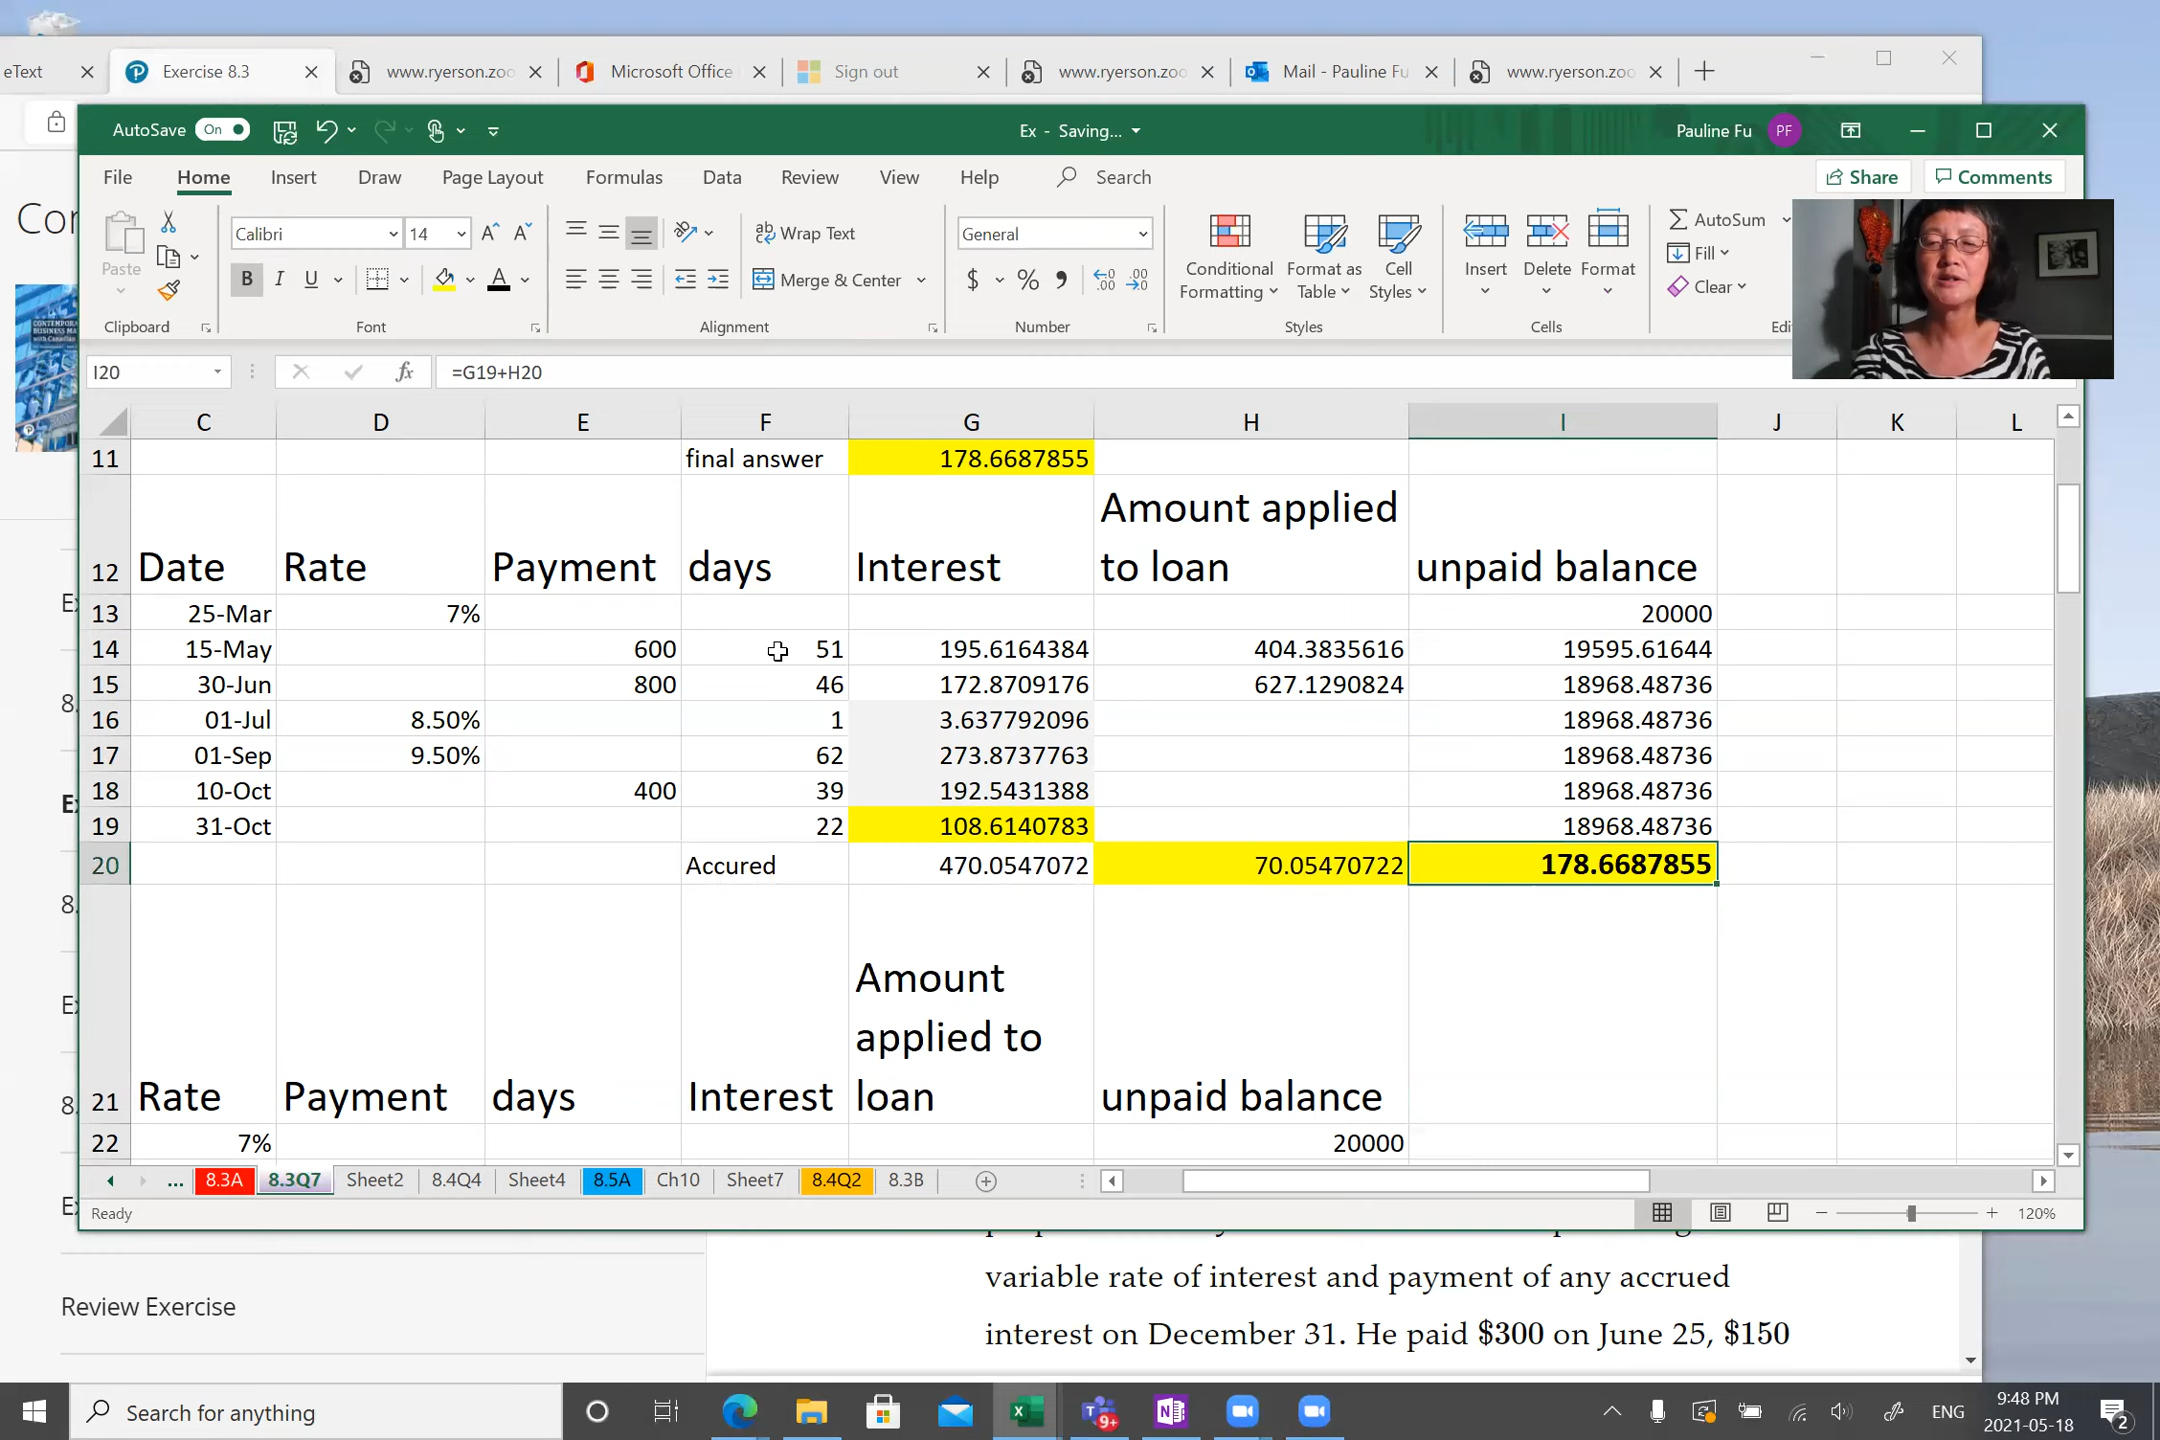 eText
Exercise 8.3
www.ryerson.zoo
Microsoft Office
Sign out
www.ryerson.zoo
Mail - Pauline Fu
www.ryerson.zoo
AutoSave On
Ex - Saving...
Pauline Fu PF
File Home Insert Draw Page Layout Formulas Data Review View Help Search
Share Comments
Paste
Calibri 14
B I U
Wrap Text
Merge & Center
General
$ %
Conditional Formatting
Format as Table
Cell Styles
Insert Delete Format
AutoSum
Fill
Clear
Clipboard Font Alignment Number Styles Cells Edi
I20 fx =G19+H20
C D E F G H I J K L
11 final answer 178.6687855
12 Date Rate Payment days Interest Amount applied to loan unpaid balance
13 25-Mar 7% 20000
14 15-May 600 51 195.6164384 404.3835616 19595.61644
15 30-Jun 800 46 172.8709176 627.1290824 18968.48736
16 01-Jul 8.50% 1 3.637792096 18968.48736
17 01-Sep 9.50% 62 273.8737763 18968.48736
18 10-Oct 400 39 192.5431388 18968.48736
19 31-Oct 22 108.6140783 18968.48736
20 Accured 470.0547072 70.05470722 178.6687855
21 Rate Payment days Interest Amount applied to loan unpaid balance
22 7% 20000
... 8.3A 8.3Q7 Sheet2 8.4Q4 Sheet4 8.5A Ch10 Sheet7 8.4Q2 8.3B
Ready 120%
variable rate of interest and payment of any accrued
interest on December 31. He paid $300 on June 25, $150
Review Exercise
Search for anything
9+
ENG
9:48 PM
2021-05-18
2